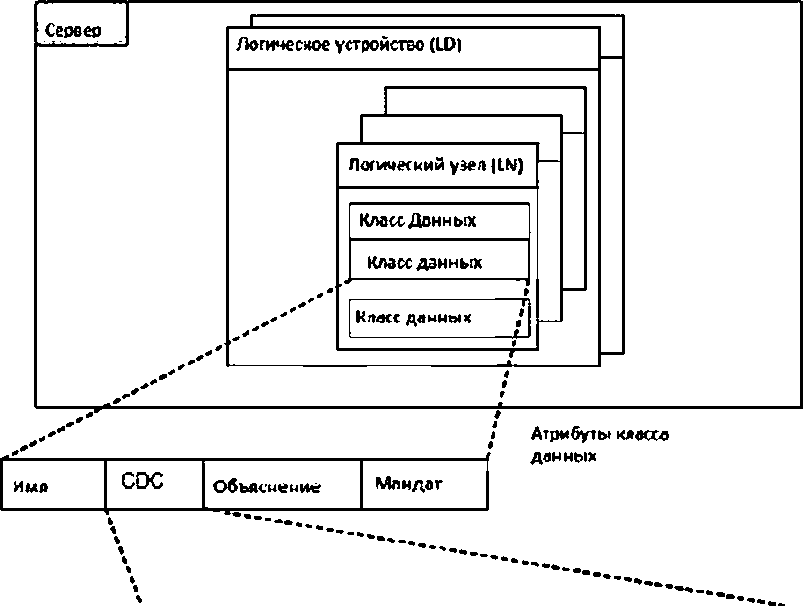 Сервер
Логическое устройство (LD)
Логический узел (LN)
Класс Данных
Класс данных
Класс данных
Атрибуты класса
данных
Имя
CDC
Объяснение
Мандат